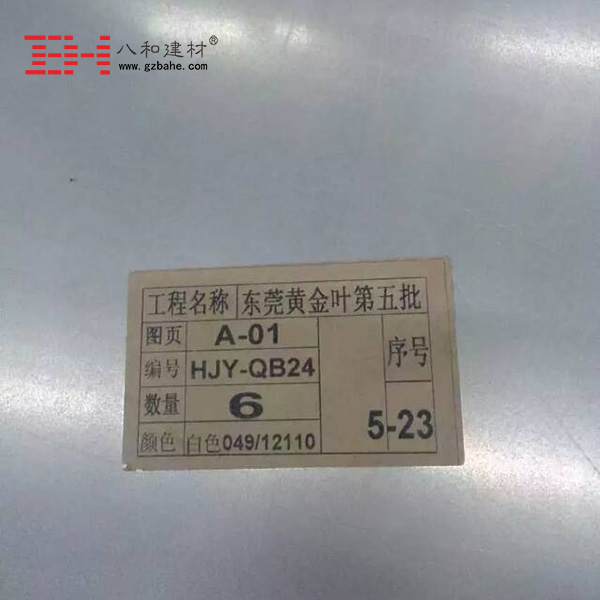 八和建材®
www.gzbahe.com
工程名称 东莞黄金叶第五批
图页 A-01
编号 HJY-QB24
序号
数量 6
5-23
颜色 白色049/12110